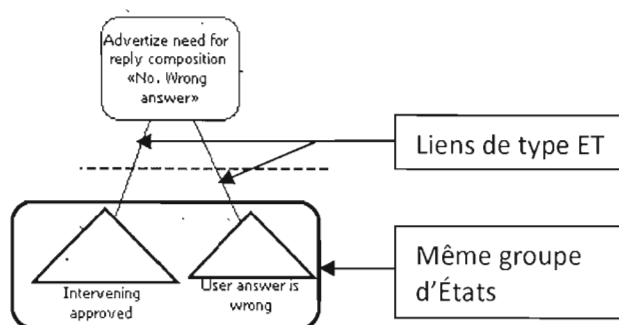 Advertize need for
reply composition
«No. Wrong
answer»
Liens de type ET
Même groupe
d'États
Intervening
approved
User answer is
wrong